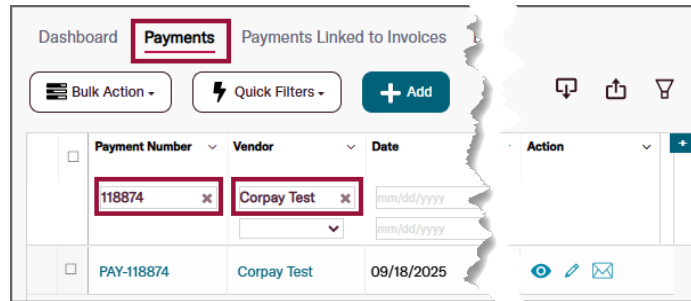 Dashboard Payments Payments Linked to Invoices
Bulk Action Quick Filters Add
Payment Number Vendor Date Action
118874 Corpay Test mm/dd/yyyy
mm/dd/yyyy
PAY-118874 Corpay Test 09/18/2025